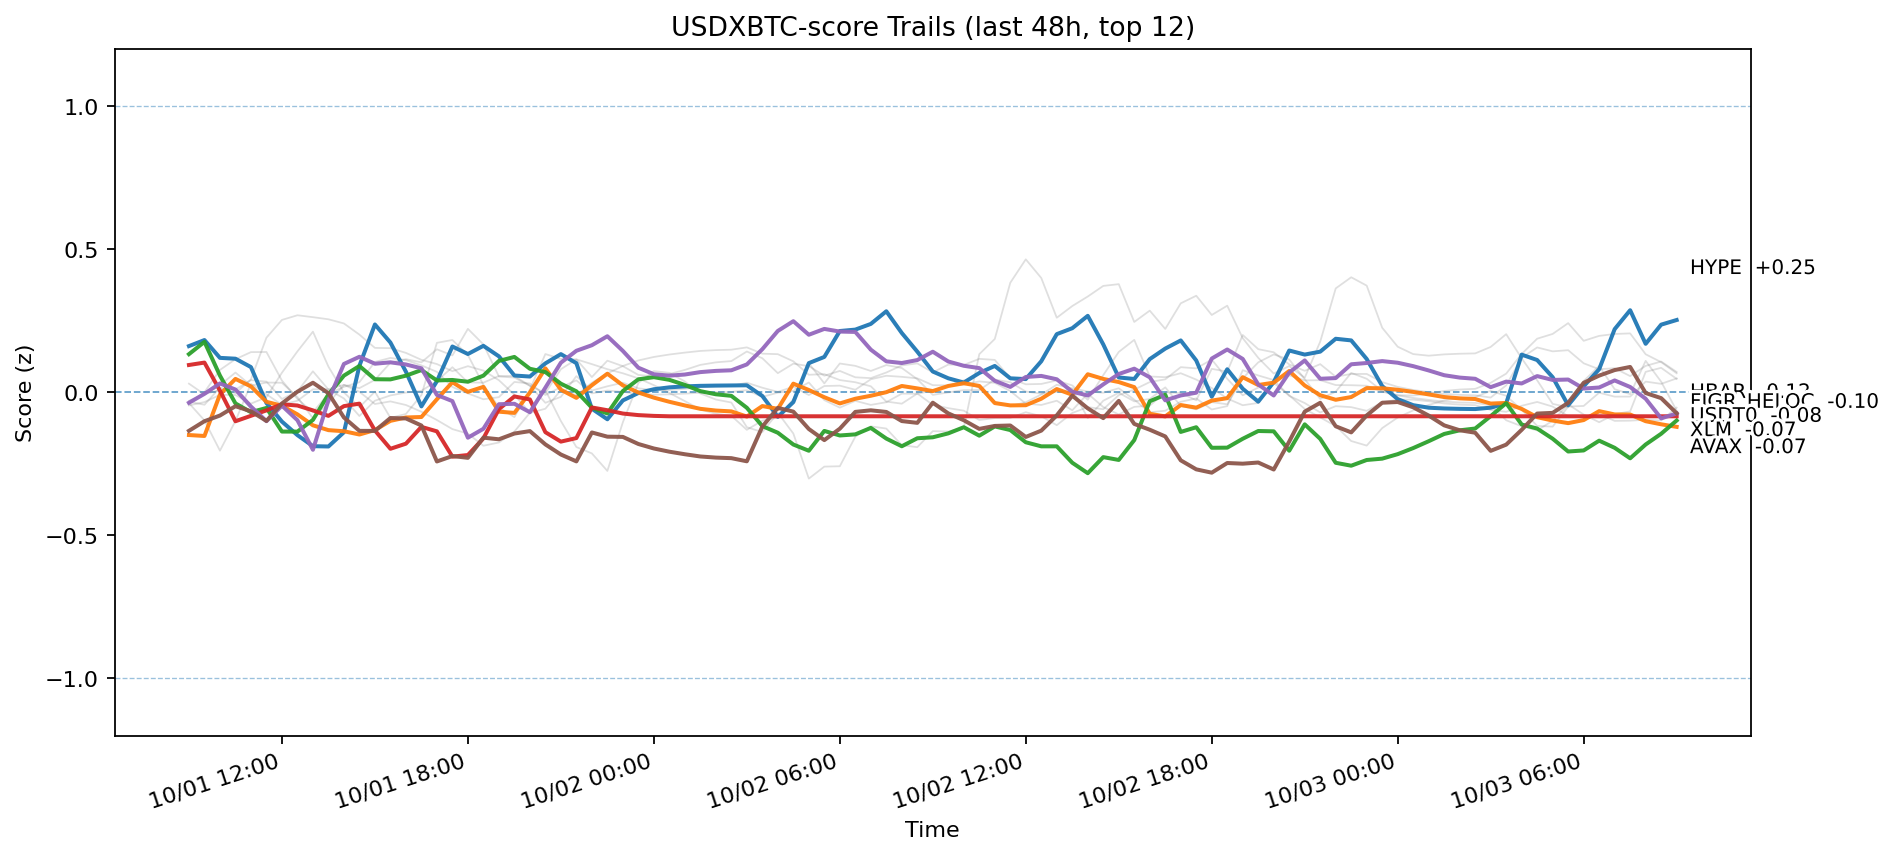 USDXBTC-score Trails (last 48h, top 12)
Score (z)
1.0
0.5
0.0
−0.5
−1.0
HYPE +0.25
-0.12
FIGR_HELOC -0.10
USDT0 -0.08
XLM -0.07
AVAX -0.07
10/01 12:00
10/01 18:00
10/02 00:00
10/02 06:00
10/02 12:00
10/02 18:00
10/03 00:00
10/03 06:00
Time